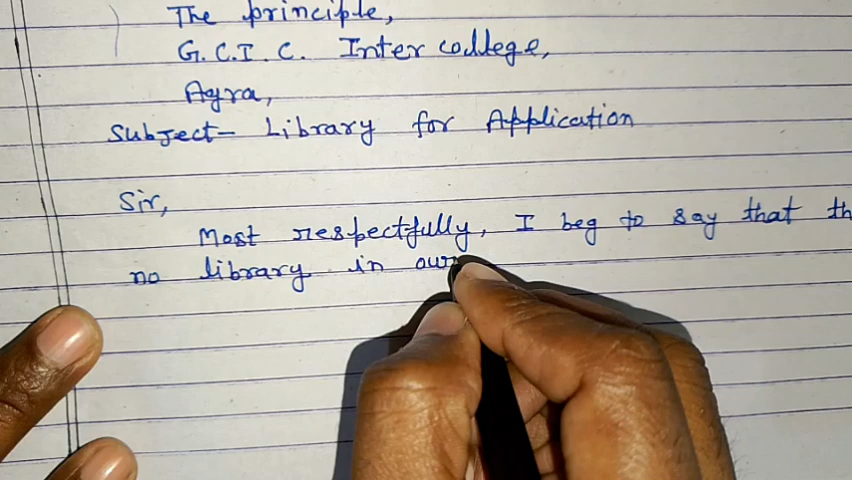 The principle,
G.C.I.C. Inter college,
Agra,
Subject- Library for Application
Sir,
Most respectfully, I beg to say that th
no library in our